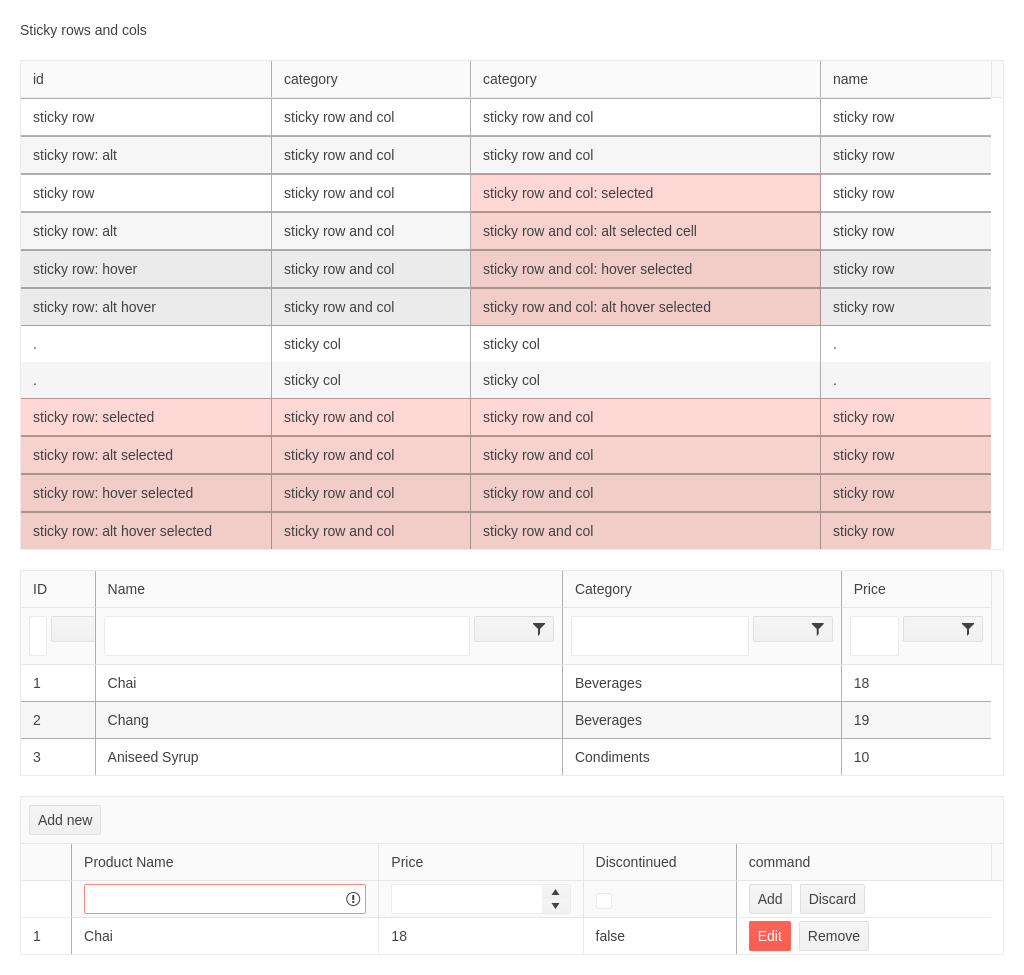 Sticky rows and cols
id category category name
sticky row sticky row and col sticky row and col sticky row
sticky row: alt sticky row and col sticky row and col sticky row
sticky row sticky row and col sticky row and col: selected sticky row
sticky row: alt sticky row and col sticky row and col: alt selected cell sticky row
sticky row: hover sticky row and col sticky row and col: hover selected sticky row
sticky row: alt hover sticky row and col sticky row and col: alt hover selected sticky row
. sticky col sticky col .
. sticky col sticky col .
sticky row: selected sticky row and col sticky row and col sticky row
sticky row: alt selected sticky row and col sticky row and col sticky row
sticky row: hover selected sticky row and col sticky row and col sticky row
sticky row: alt hover selected sticky row and col sticky row and col sticky row
ID Name Category Price
1 Chai Beverages 18
2 Chang Beverages 19
3 Aniseed Syrup Condiments 10
Add new
Product Name Price Discontinued command
Add Discard
1 Chai 18 false Edit Remove